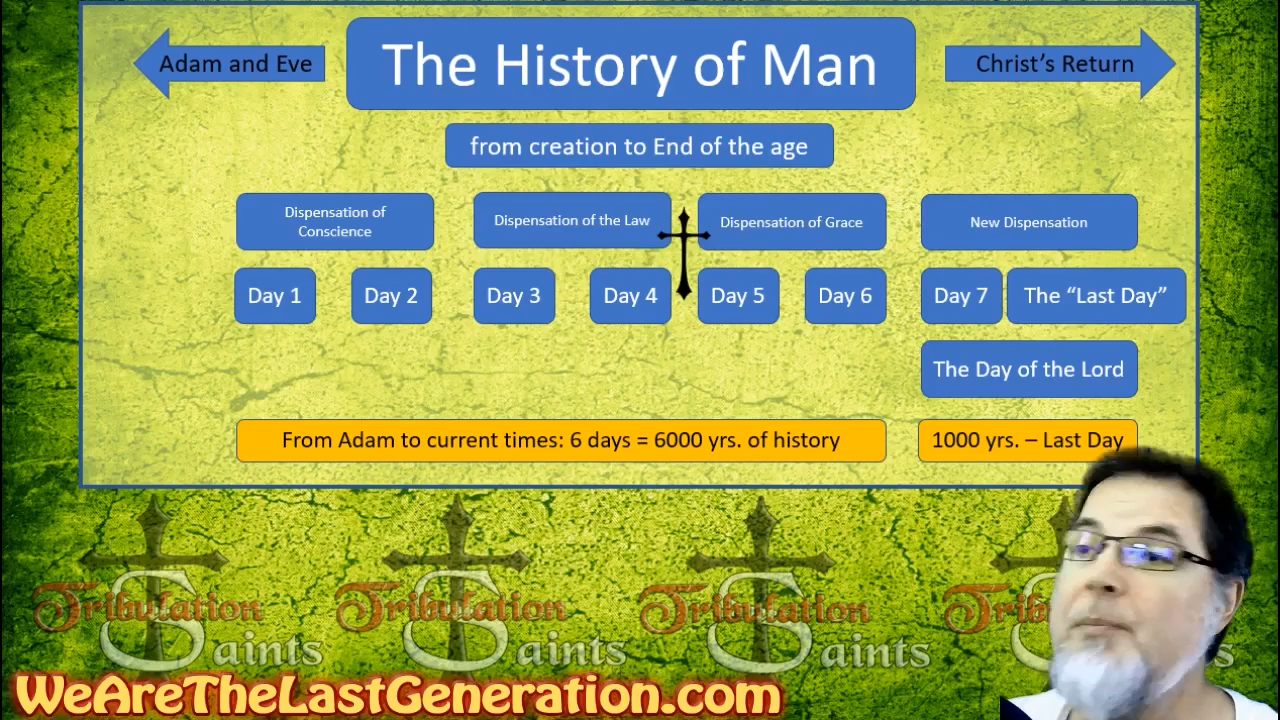 Adam and Eve
The History of Man
Christ's Return
from creation to End of the age
Dispensation of
Conscience
Dispensation of the Law
Dispensation of Grace
New Dispensation
Day 1
Day 2
Day 3
Day 4
Day 5
Day 6
Day 7
The “Last Day”
The Day of the Lord
From Adam to current times: 6 days = 6000 yrs. of history
1000 yrs. – Last Day
Tribulation
Saints
Tribulation
Saints
Tribulation
Saints
Trib
S
s
WeAreTheLastGeneration.com